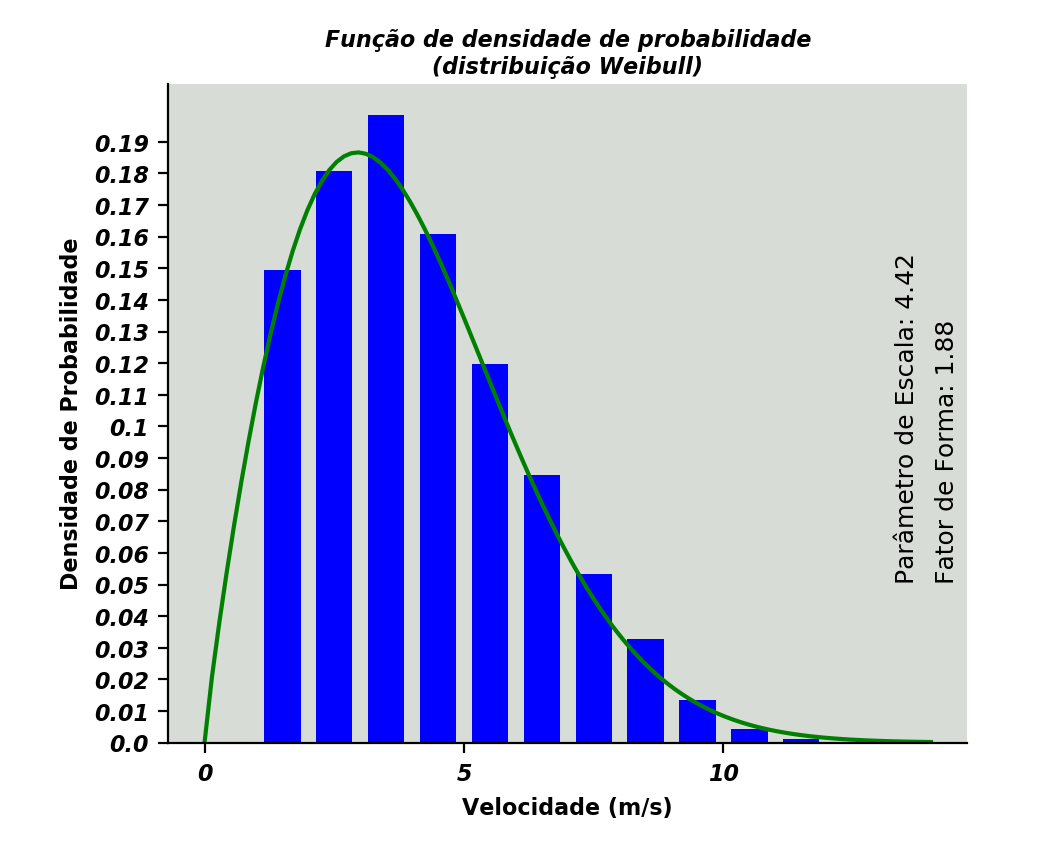 Função de densidade de probabilidade
(distribuição Weibull)
0.19
0.18
0.17
0.16
0.15
0.14
0.13
0.12
0.11
0.1
0.09
0.08
0.07
0.06
0.05
0.04
0.03
0.02
0.01
0.0
Densidade de Probabilidade
Parâmetro de Escala: 4.42
Fator de Forma: 1.88
0 5 10
Velocidade (m/s)